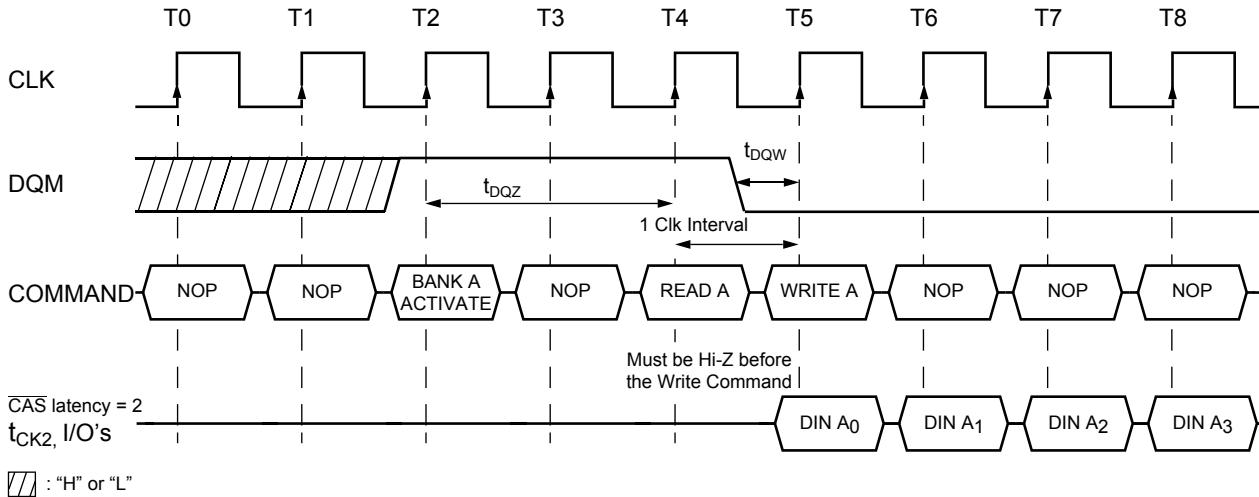 T0 T1 T2 T3 T4 T5 T6 T7 T8
CLK
DQM
tDQW
tDQZ
1 Clk Interval
COMMAND NOP NOP BANK A ACTIVATE NOP READ A WRITE A NOP NOP NOP
Must be Hi-Z before
the Write Command
CAS latency = 2
tCK2, I/O’s
DIN A0 DIN A1 DIN A2 DIN A3
: “H” or “L”